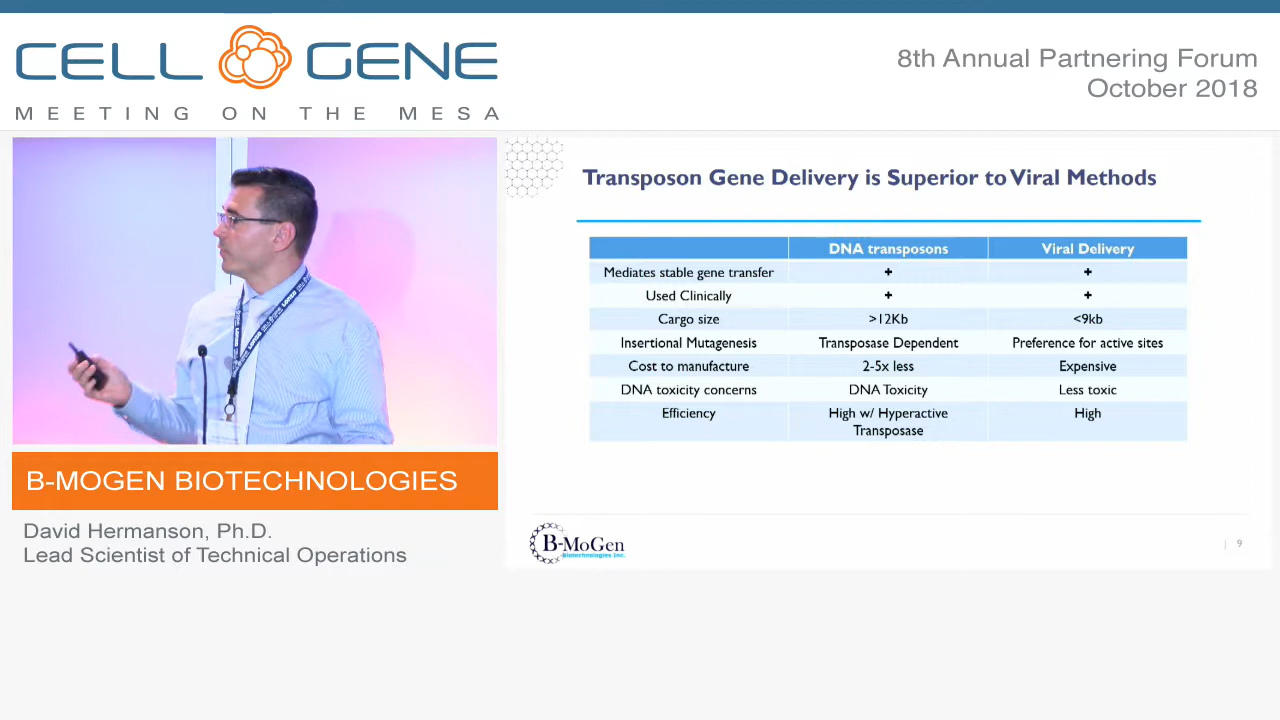 CELL GENE
MEETING ON THE MESA
8th Annual Partnering Forum
October 2018
Transposon Gene Delivery is Superior to Viral Methods
DNA transposons Viral Delivery
Mediates stable gene transfer + +
Used Clinically + +
Cargo size >12Kb <9kb
Insertional Mutagenesis Transposase Dependent Preference for active sites
Cost to manufacture 2-5x less Expensive
DNA toxicity concerns DNA Toxicity Less toxic
Efficiency High w/ Hyperactive High
Transposase
B-MoGen
Biotechnologies Inc.
9
B-MOGEN BIOTECHNOLOGIES
David Hermanson, Ph.D.
Lead Scientist of Technical Operations